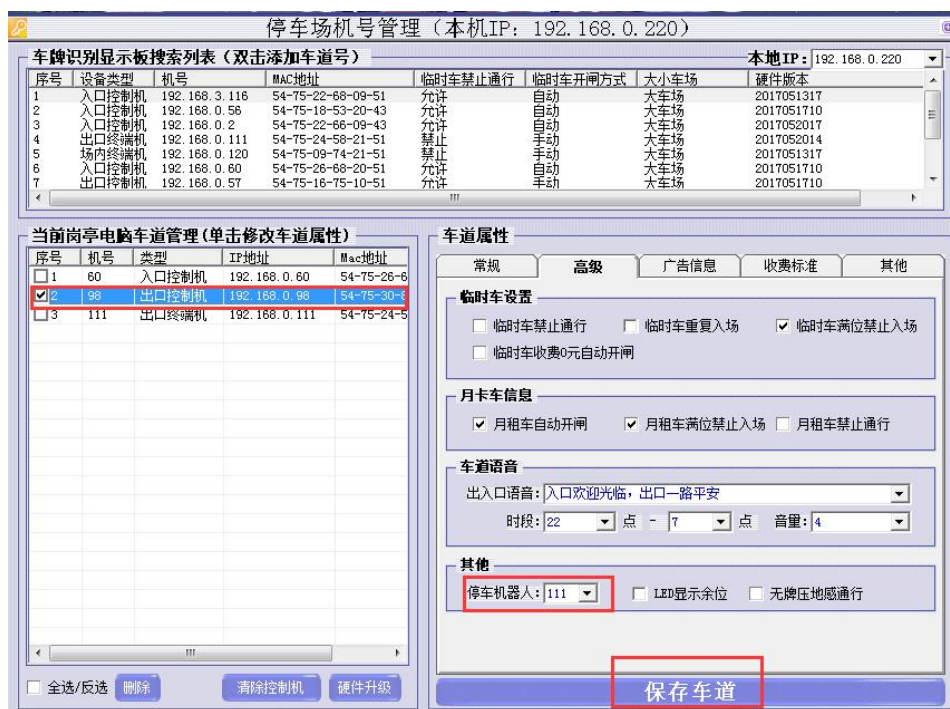 停车场机号管理（本机IP: 192.168.0.220）
车牌识别显示板搜索列表（双击添加车道号） 本地IP: 192.168.0.220
序号 设备类型 机号 MAC地址 临时车禁止通行 临时车开闸方式 大小车场 硬件版本
1 入口控制机 192.168.3.116 54-75-22-68-09-51 允许 自动 大车场 2017051317
2 入口控制机 192.168.0.56 54-75-18-53-20-43 允许 自动 大车场 2017051710
3 入口控制机 192.168.0.2 54-75-22-66-09-43 允许 自动 大车场 2017052017
4 出口终端机 192.168.0.111 54-75-24-58-21-51 禁止 手动 大车场 2017052014
5 场内终端机 192.168.0.120 54-75-09-74-21-51 禁止 手动 大车场 2017051317
6 入口控制机 192.168.0.60 54-75-26-68-20-51 允许 自动 大车场 2017051710
7 出口控制机 192.168.0.57 54-75-16-75-10-51 允许 手动 大车场 2017051710
当前岗亭电脑车道管理(单击修改车道属性)
序号 机号 类型 IP地址 Mac地址
1 60 入口控制机 192.168.0.60 54-75-26-6
2 98 出口控制机 192.168.0.98 54-75-30-
3 111 出口终端机 192.168.0.111 54-75-24-5
全选/反选 删除 清除控制机 硬件升级
车道属性
常规 高级 广告信息 收费标准 其他
临时车设置
临时车禁止通行 临时车重复入场 临时车满位禁止入场
临时车收费0元自动开闸
月卡车信息
月租车自动开闸 月租车满位禁止入场 月租车禁止通行
车道语音
出入口语音: 入口欢迎光临，出口一路平安
时段: 22 点 - 7 点 音量: 4
其他
停车机器人: 111 LED显示余位 无牌压地感通行
保存车道